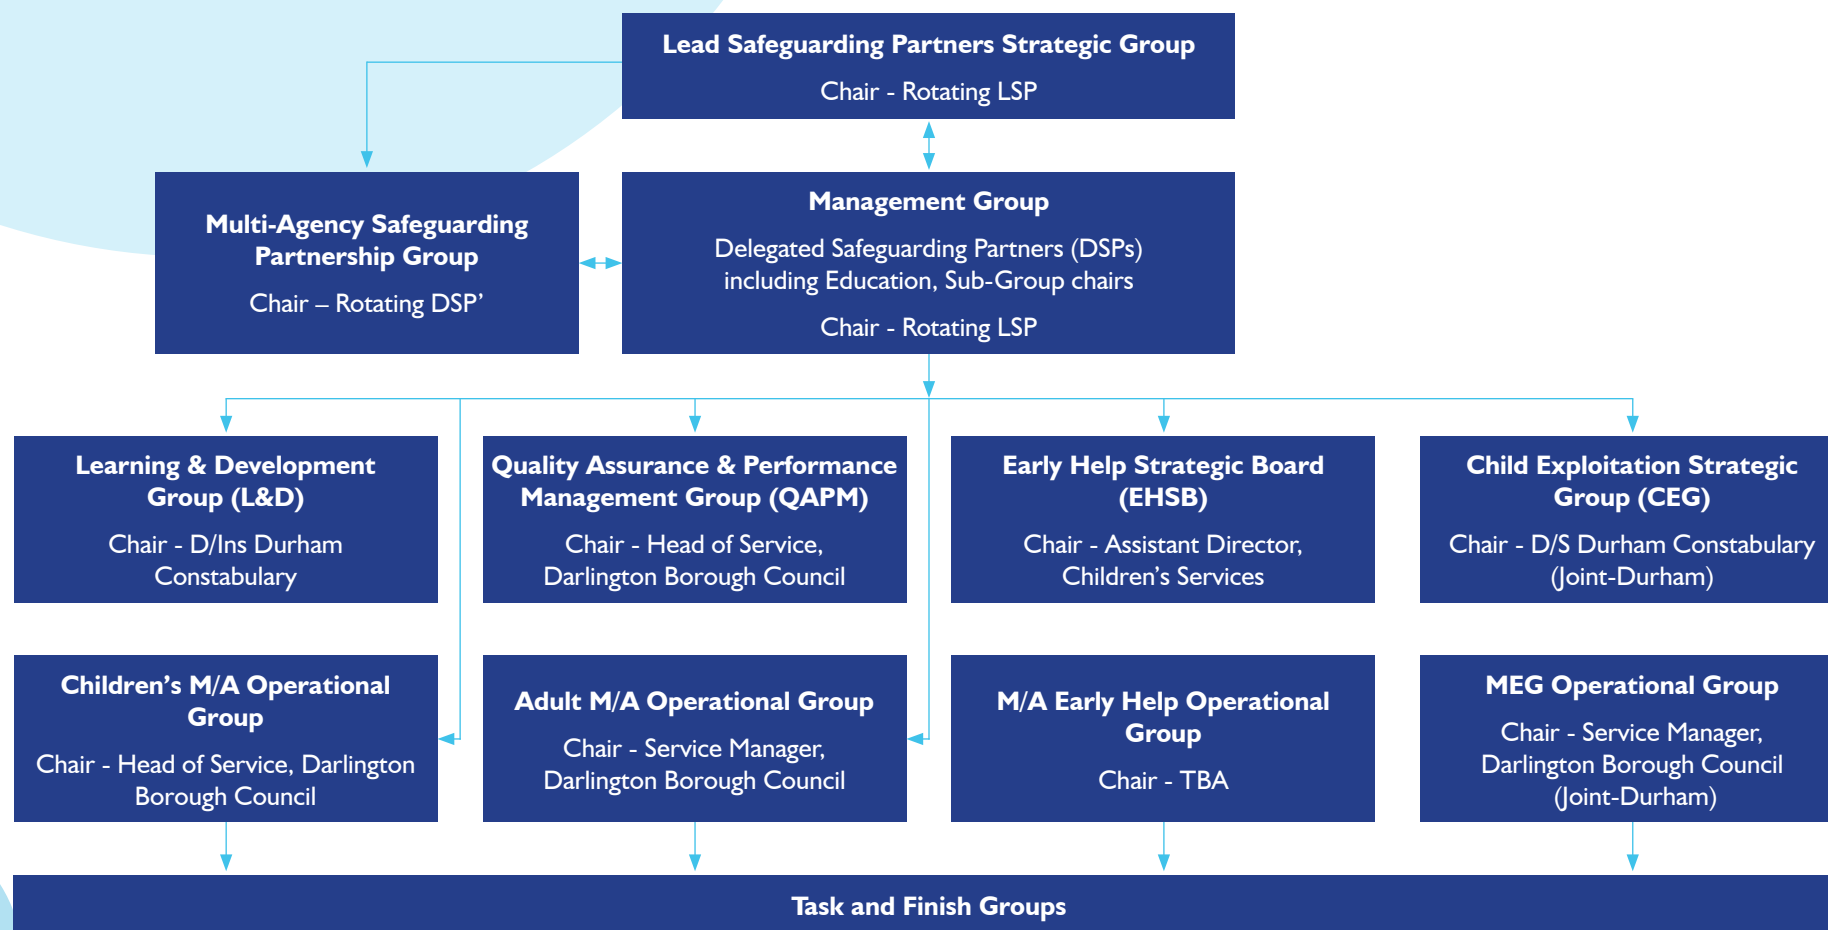 Lead Safeguarding Partners Strategic Group
Chair - Rotating LSP
Multi-Agency Safeguarding
Partnership Group
Chair – Rotating DSP’
Management Group
Delegated Safeguarding Partners (DSPs)
including Education, Sub-Group chairs
Chair - Rotating LSP
Learning & Development
Group (L&D)
Chair - D/Ins Durham
Constabulary
Quality Assurance & Performance
Management Group (QAPM)
Chair - Head of Service,
Darlington Borough Council
Early Help Strategic Board
(EHSB)
Chair - Assistant Director,
Children’s Services
Child Exploitation Strategic
Group (CEG)
Chair - D/S Durham Constabulary
(Joint-Durham)
Children’s M/A Operational
Group
Chair - Head of Service, Darlington
Borough Council
Adult M/A Operational Group
Chair - Service Manager,
Darlington Borough Council
M/A Early Help Operational
Group
Chair - TBA
MEG Operational Group
Chair - Service Manager,
Darlington Borough Council
(Joint-Durham)
Task and Finish Groups